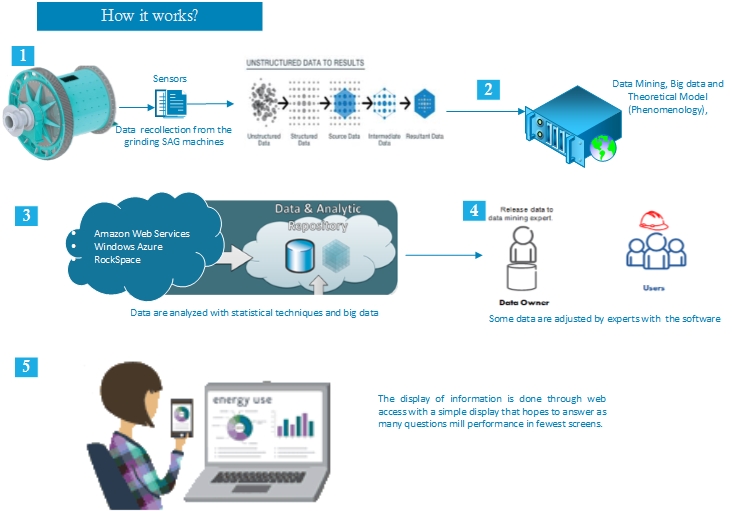 How it works?
1
Sensors
Data recollection from the
grinding SAG machines
UNSTRUCTURED DATA TO RESULTS
Unstructured
Data
Structured
Data
Source Data
Intermediate
Data
Resultant Data
2
Data Mining, Big data and
Theoretical Model
(Phenomenology),
3
• Amazon Web Services
• Windows Azure
• RockSpace
Data & Analytic
Repository
Data are analyzed with statistical techniques and big data
4
Release data to
data mining expert.
Data Owner
Users
Some data are adjusted by experts with the software
5
energy use
The display of information is done through web
access with a simple display that hopes to answer as
many questions mill performance in fewest screens.